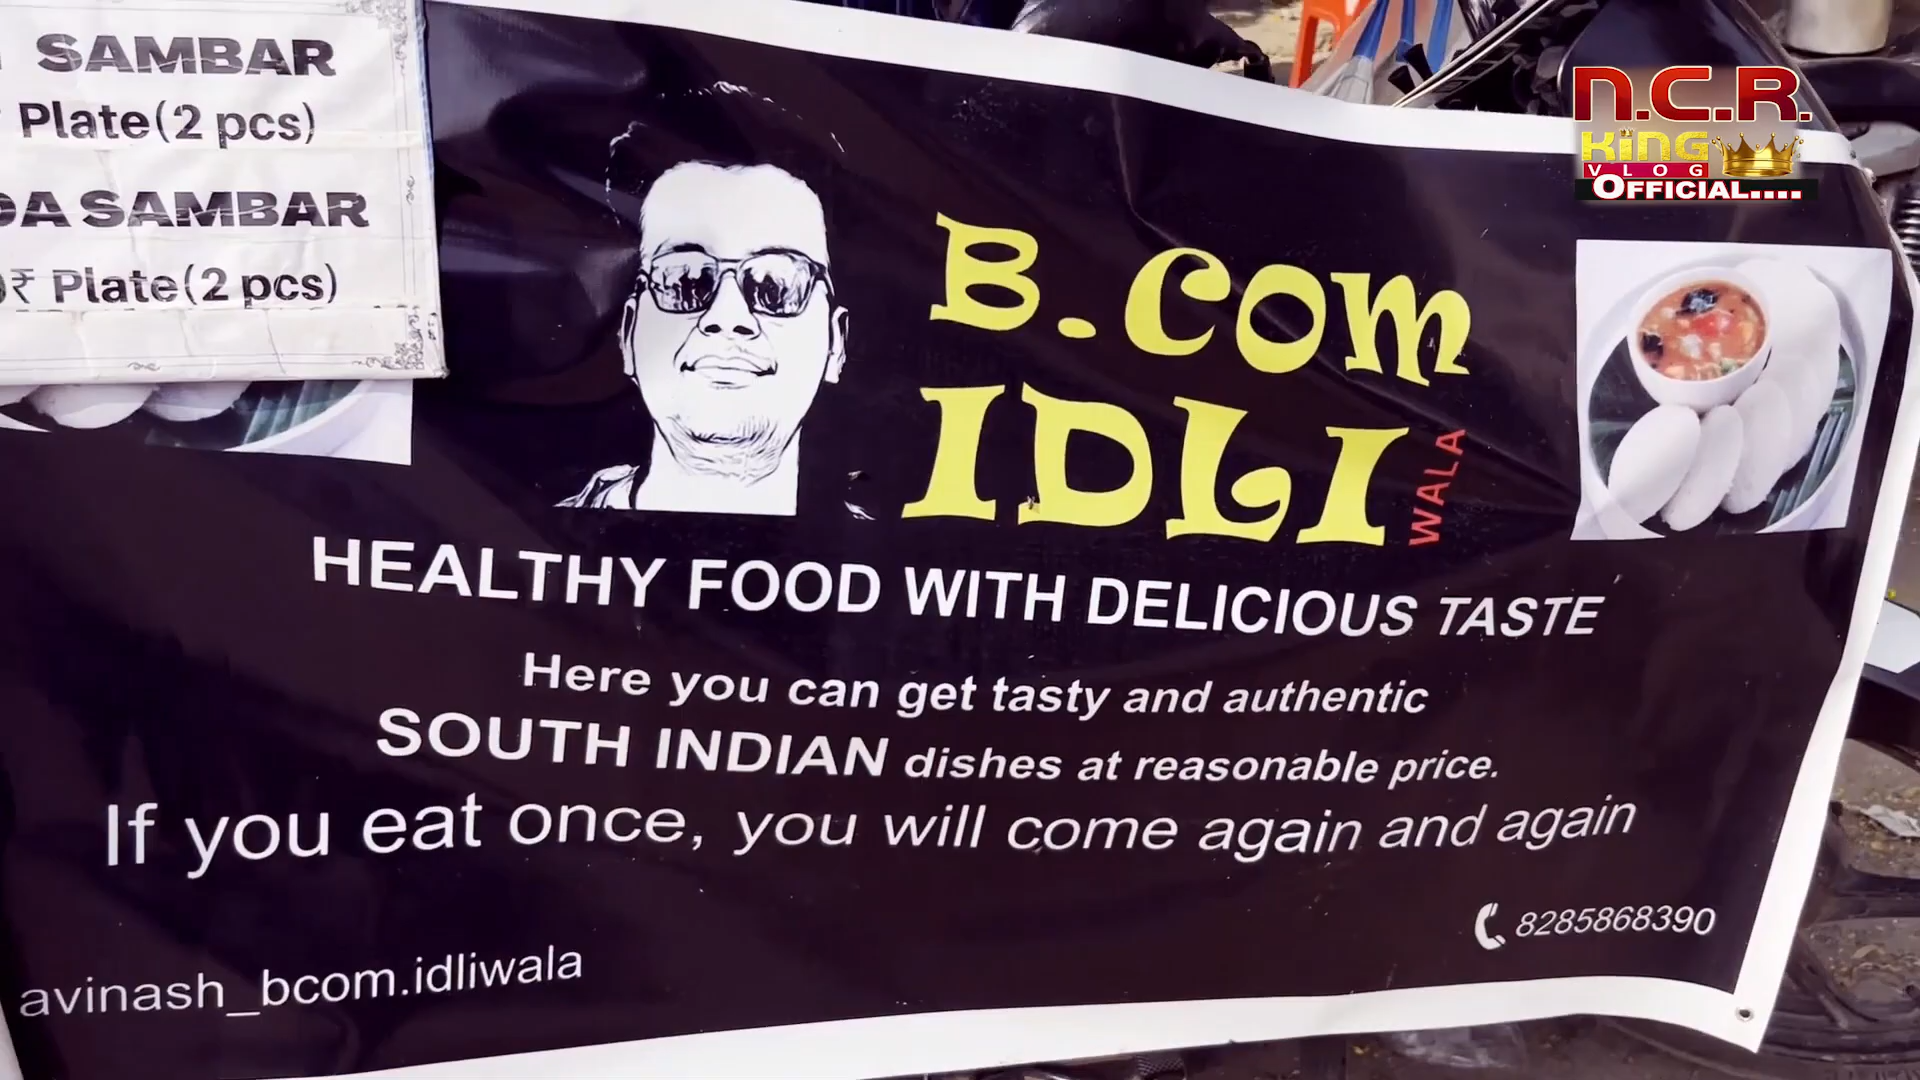 SAMBAR
Plate(2 pcs)
SAMBAR
₹ Plate(2 pcs)
N.C.R.
King
VLOG
OFFICIAL....
B.COM
IDLI
WALA
HEALTHY FOOD WITH DELICIOUS TASTE
Here you can get tasty and authentic
SOUTH INDIAN dishes at reasonable price.
If you eat once, you will come again and again
8285868390
avinash_bcom.idliwala